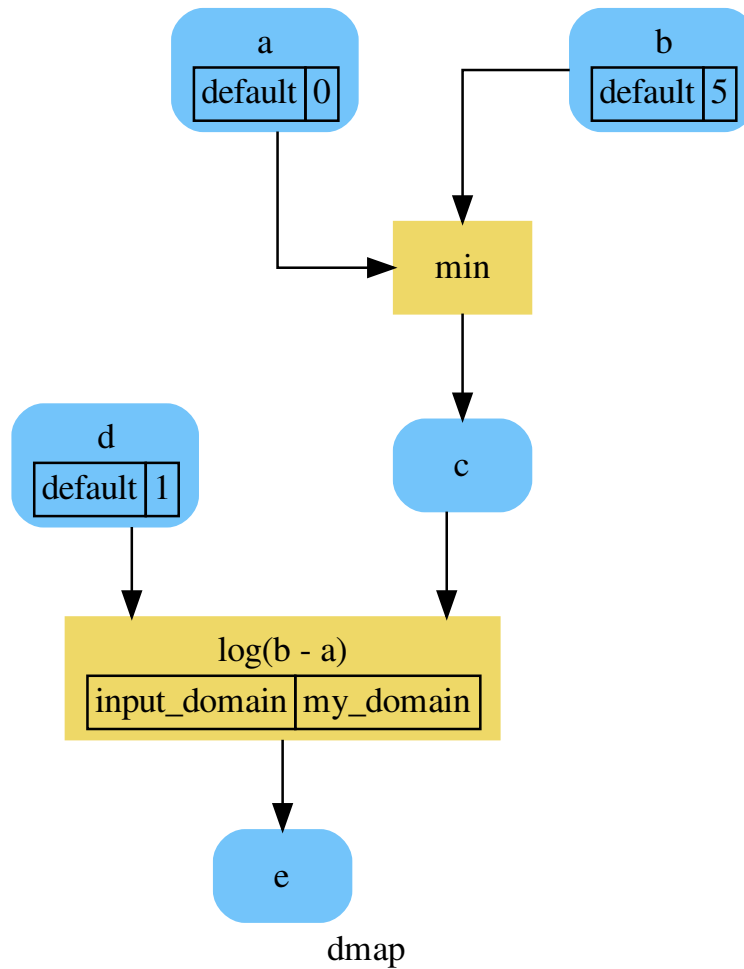 a
default 0
b
default 5
min
d
default 1
c
log(b - a)
input_domain my_domain
e
dmap